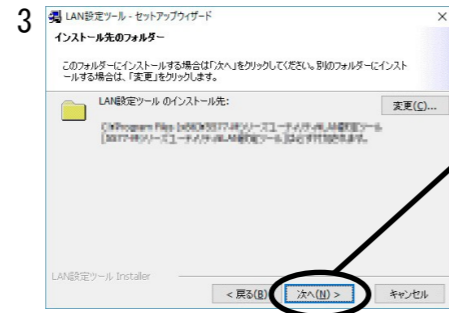 3
LAN設定ツール - セットアップウィザード
インストール先のフォルダー
このフォルダーにインストールする場合は「次へ」をクリックしてください。別のフォルダーにインスト
ールする場合は、「変更」をクリックします。
LAN設定ツール のインストール先:
変更(C)...
LAN設定ツール Installer
< 戻る(B)
次へ(N) >
キャンセル